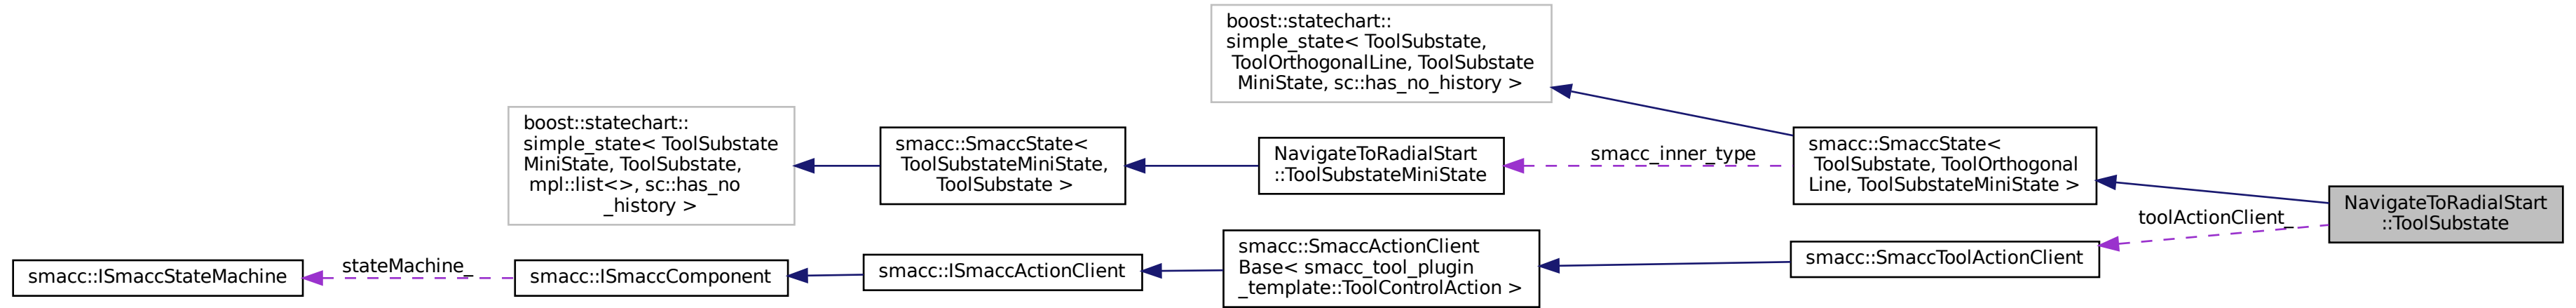 boost::statechart::
simple_state< ToolSubstate,
ToolOrthogonalLine, ToolSubstate
MiniState, sc::has_no_history >
boost::statechart::
simple_state< ToolSubstate
MiniState, ToolSubstate,
mpl::list<>, sc::has_no
_history >
smacc::SmaccState<
ToolSubstateMiniState,
ToolSubstate >
NavigateToRadialStart
::ToolSubstateMiniState
smacc_inner_type
smacc::SmaccState<
ToolSubstate, ToolOrthogonal
Line, ToolSubstateMiniState >
NavigateToRadialStart
::ToolSubstate
toolActionClient_
smacc::ISmaccStateMachine
stateMachine_
smacc::ISmaccComponent
smacc::ISmaccActionClient
smacc::SmaccActionClient
Base< smacc_tool_plugin
_template::ToolControlAction >
smacc::SmaccToolActionClient